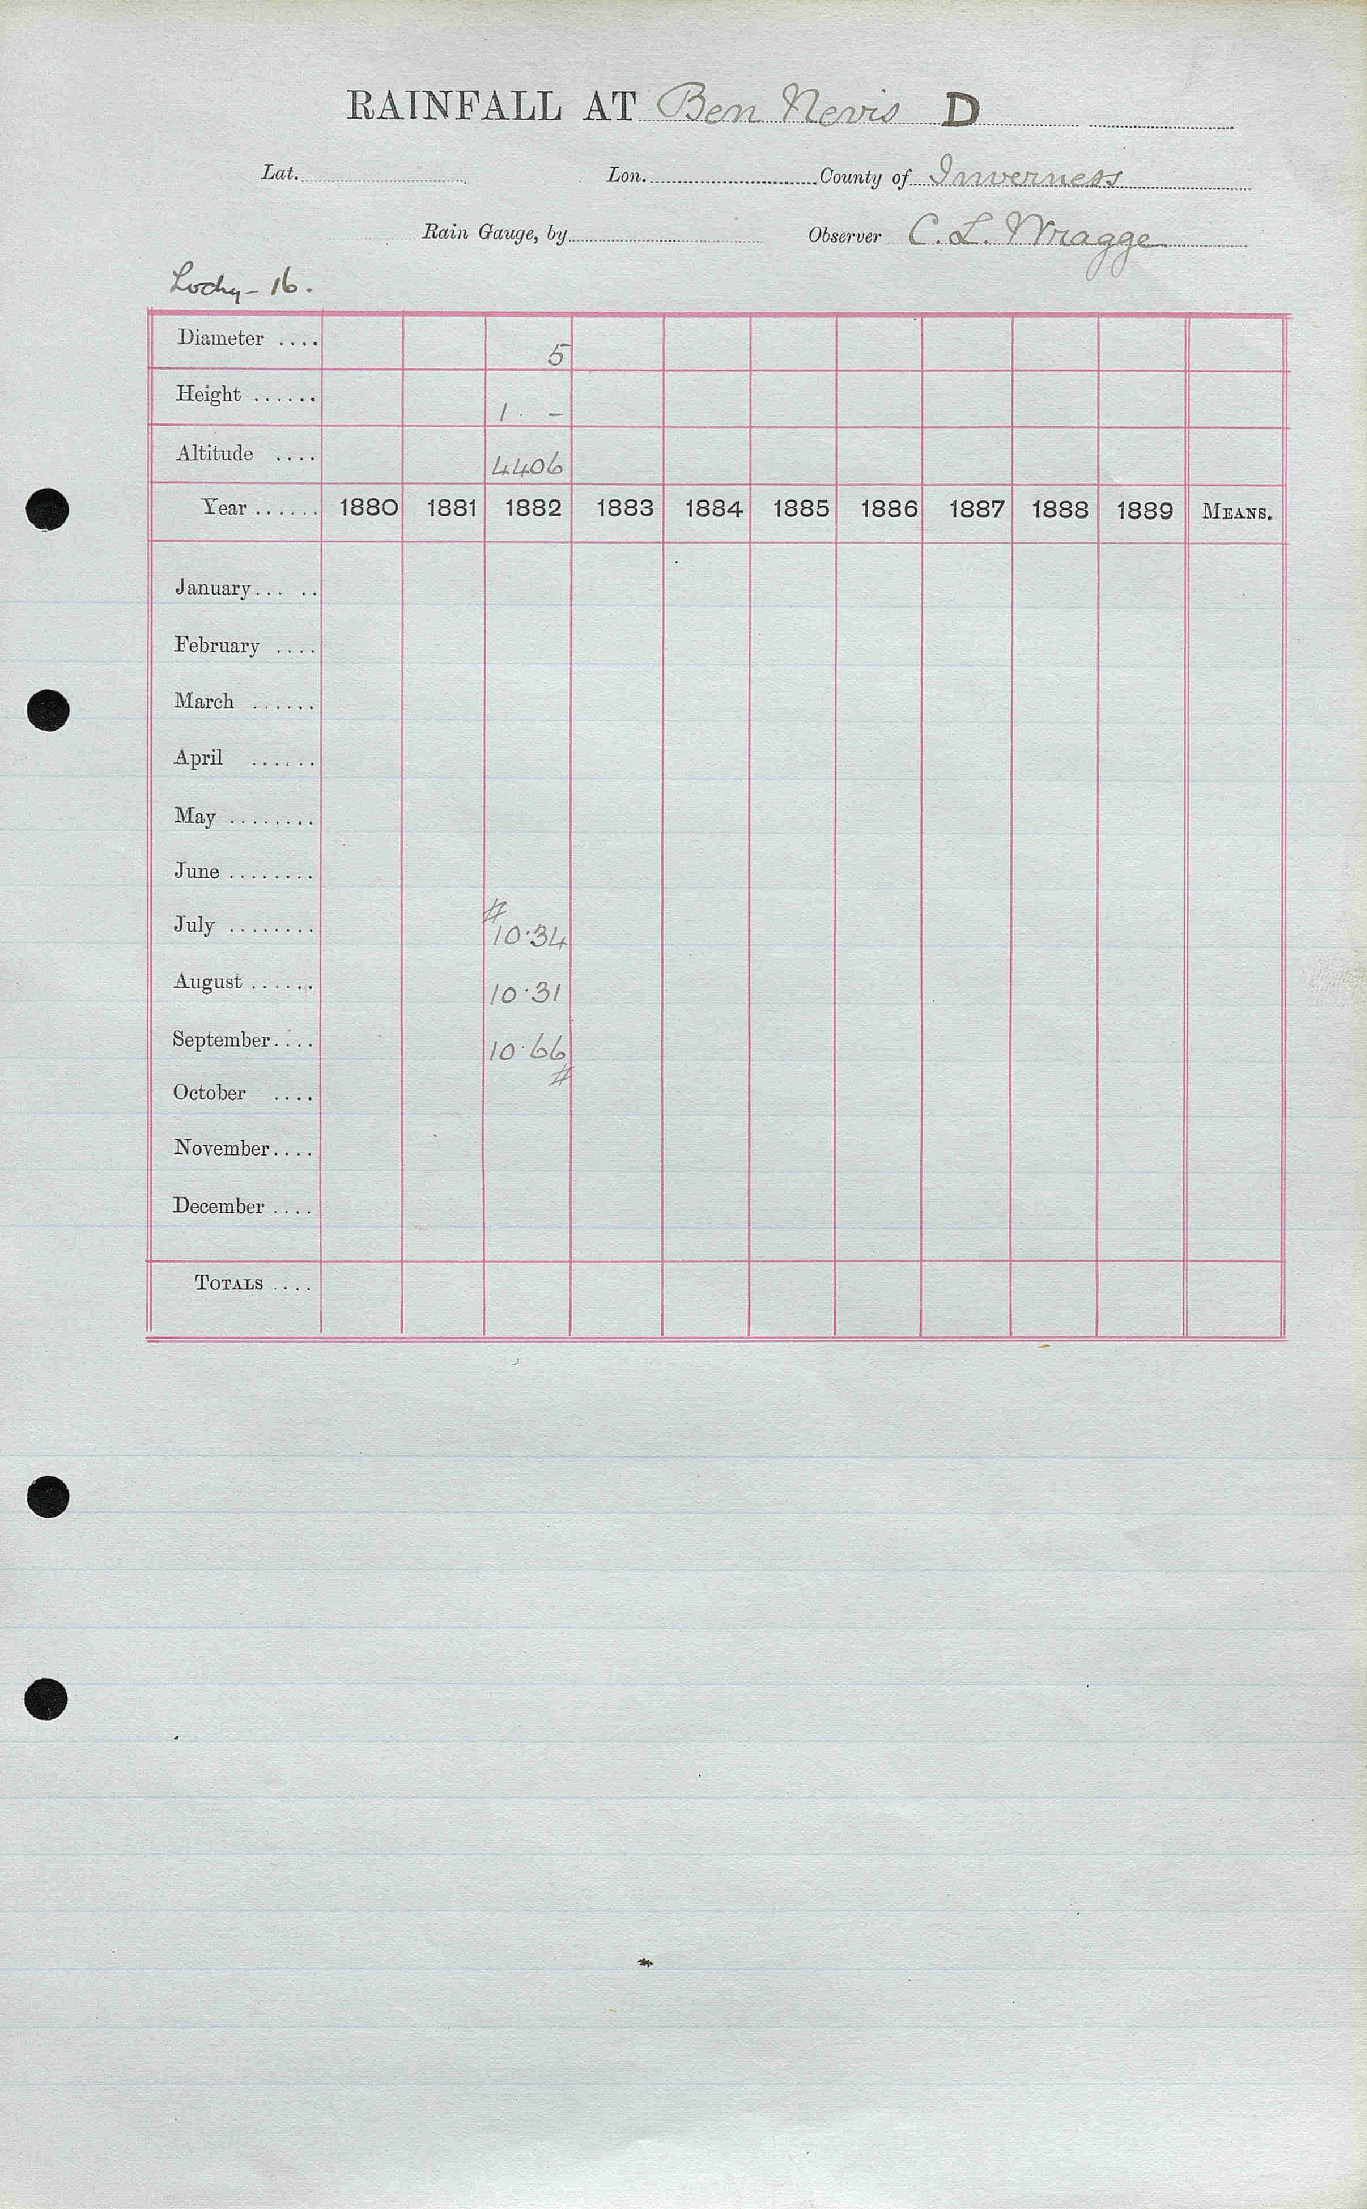 RAINFALL AT Ben Nevis D
Lat. Lon. County of Inverness
Rain Gauge, by Observer C. L. Wragge
Lochy - 16.
Diameter .... 5
Height ...... 1 -
Altitude .... 4406
Year ...... 1880 1881 1882 1883 1884 1885 1886 1887 1888 1889 MEANS.
January... ..
February ....
March ......
April ......
May ........
June ........
#
July ........ 10.34
August ...... 10.31
September.... 10.66
#
October ....
November....
December ....
TOTALS ....